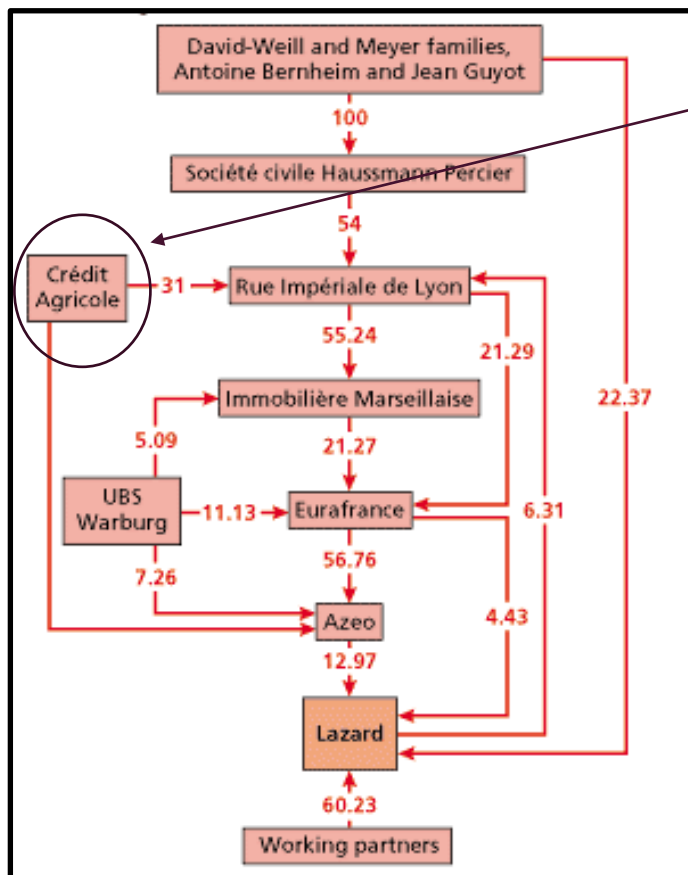 David-Weill and Meyer families,
Antoine Bernheim and Jean Guyot
100
Société civile Haussmann Percier
54
Crédit
Agricole
31
Rue Impériale de Lyon
55.24
21.29
22.37
Immobilière Marseillaise
5.09
21.27
UBS
Warburg
11.13
Eurafrance
6.31
56.76
7.26
4.43
Azeo
12.97
Lazard
60.23
Working partners